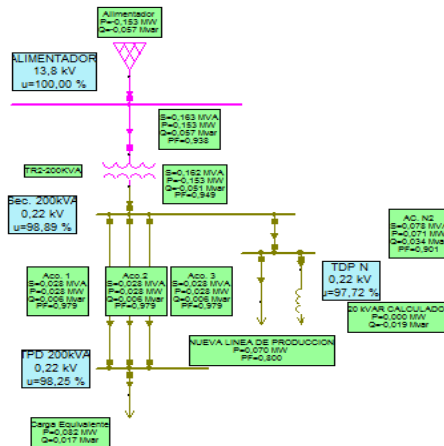 Alimentador
P=-0,153 MW
Q=-0,057 Mvar
ALIMENTADOR
13,8 kV
u=100,00 %
S=0,163 MVA
P=0,153 MW
Q=0,057 Mvar
PF=0,938
TR2-200KVA
S=0,162 MVA
P=-0,153 MW
Q=-0,051 Mvar
PF=0,949
Sec. 200kVA
0,22 kV
u=98,89 %
AC. N2
S=0,078 MVA
P=0,071 MW
Q=0,034 Mvar
PF=0,901
Aco. 1
S=0,028 MVA
P=0,028 MW
Q=0,006 Mvar
PF=0,979
Aco.2
S=0,028 MVA
P=0,028 MW
Q=0,006 Mvar
PF=0,979
Aco. 3
S=0,028 MVA
P=0,028 MW
Q=0,006 Mvar
PF=0,979
TDP N
0,22 kV
u=97,72 %
20 KVAR CALCULADO
P=0,000 MW
Q=-0,019 Mvar
NUEVA LINEA DE PRODUCCION
P=0,070 MW
PF=0,800
TPD 200kVA
0,22 kV
u=98,25 %
Carga Equivalente
P=0,082 MW
Q=0,017 Mvar